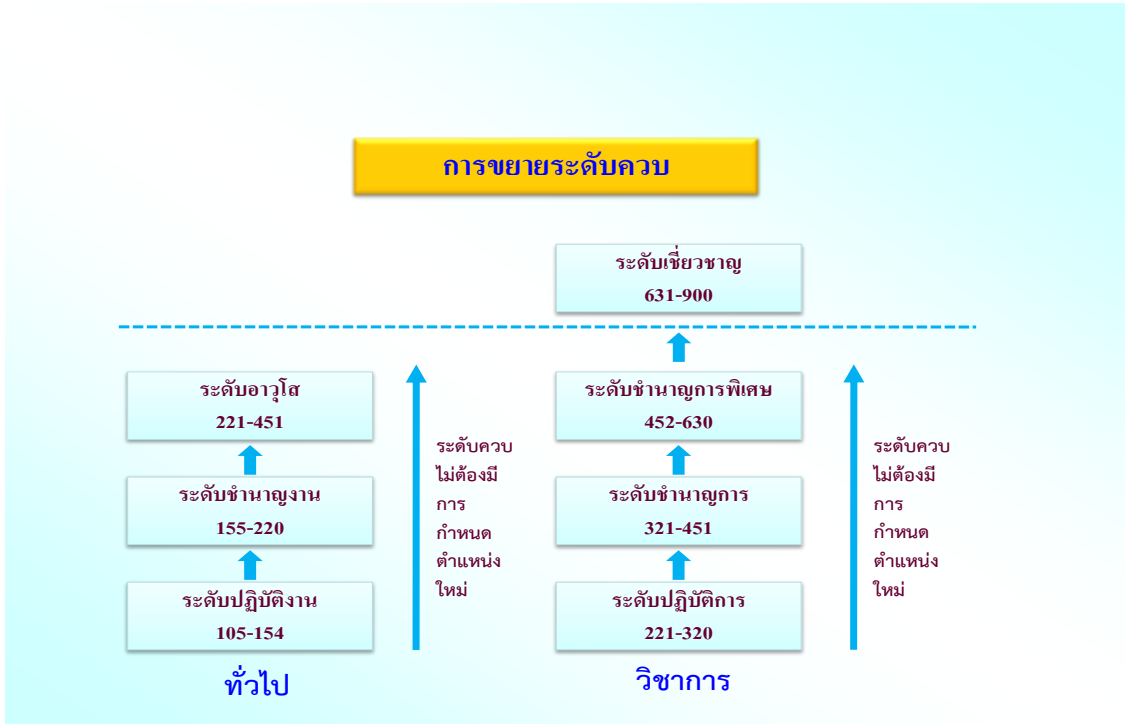 การขยายระดับควบ
ระดับเชี่ยวชาญ
631-900
ระดับอาวุโส
221-451
ระดับชำนาญงาน
155-220
ระดับปฏิบัติงาน
105-154
ทั่วไป
ระดับควบ
ไม่ต้องมี
การ
กำหนด
ตำแหน่ง
ใหม่
ระดับชำนาญการพิเศษ
452-630
ระดับชำนาญการ
321-451
ระดับปฏิบัติการ
221-320
วิชาการ
ระดับควบ
ไม่ต้องมี
การ
กำหนด
ตำแหน่ง
ใหม่